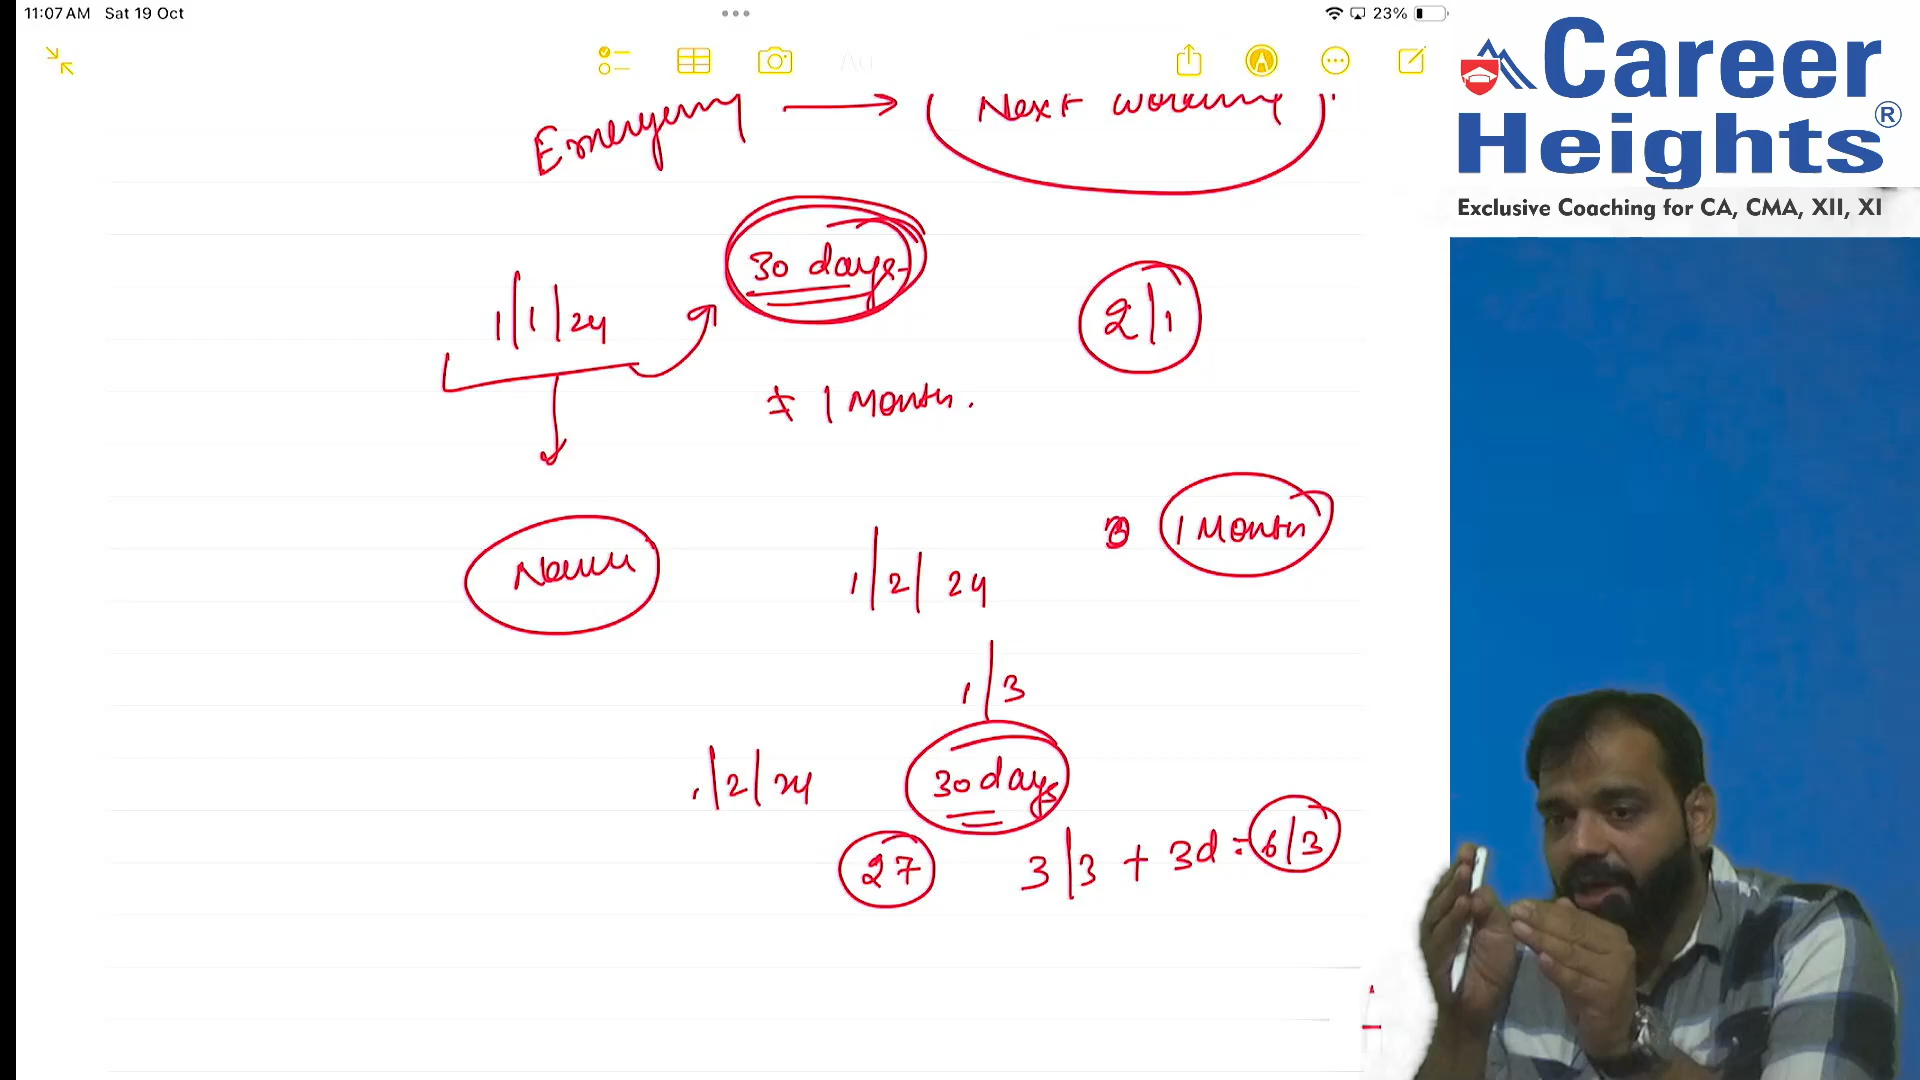 11:07 AM Sat 19 Oct
23%
Career
Heights®
Exclusive Coaching for CA, CMA, XII, XI
Emergency → Next working
30 days
1/1/24
2/1
≠ 1 Month.
1 Month
1/2/24
1/3
1/2/24
30 days
27
3/3 + 3d = 6/3